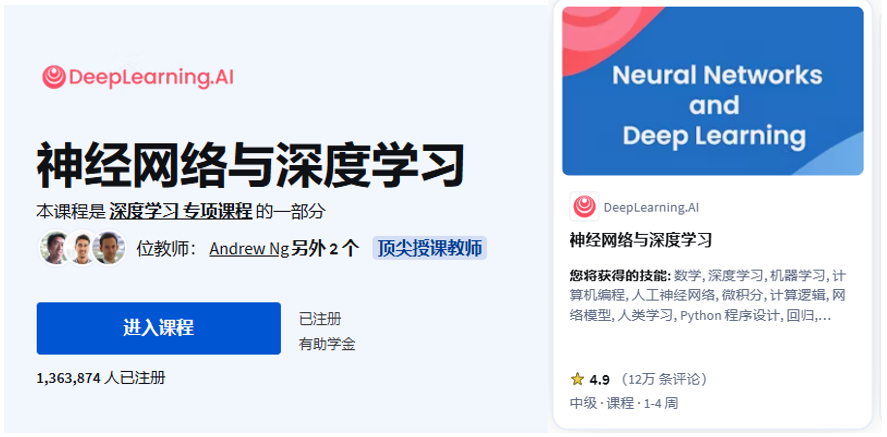 DeepLearning.AI
神经网络与深度学习
本课程是 深度学习 专项课程 的一部分
位教师： Andrew Ng 另外 2 个 顶尖授课教师
进入课程
已注册
有助学金
1,363,874 人已注册
Neural Networks
and
Deep Learning
DeepLearning.AI
神经网络与深度学习
您将获得的技能: 数学, 深度学习, 机器学习, 计
算机编程, 人工神经网络, 微积分, 计算逻辑, 网
络模型, 人类学习, Python 程序设计, 回归,…
4.9 （12万 条评论）
中级 · 课程 · 1-4 周